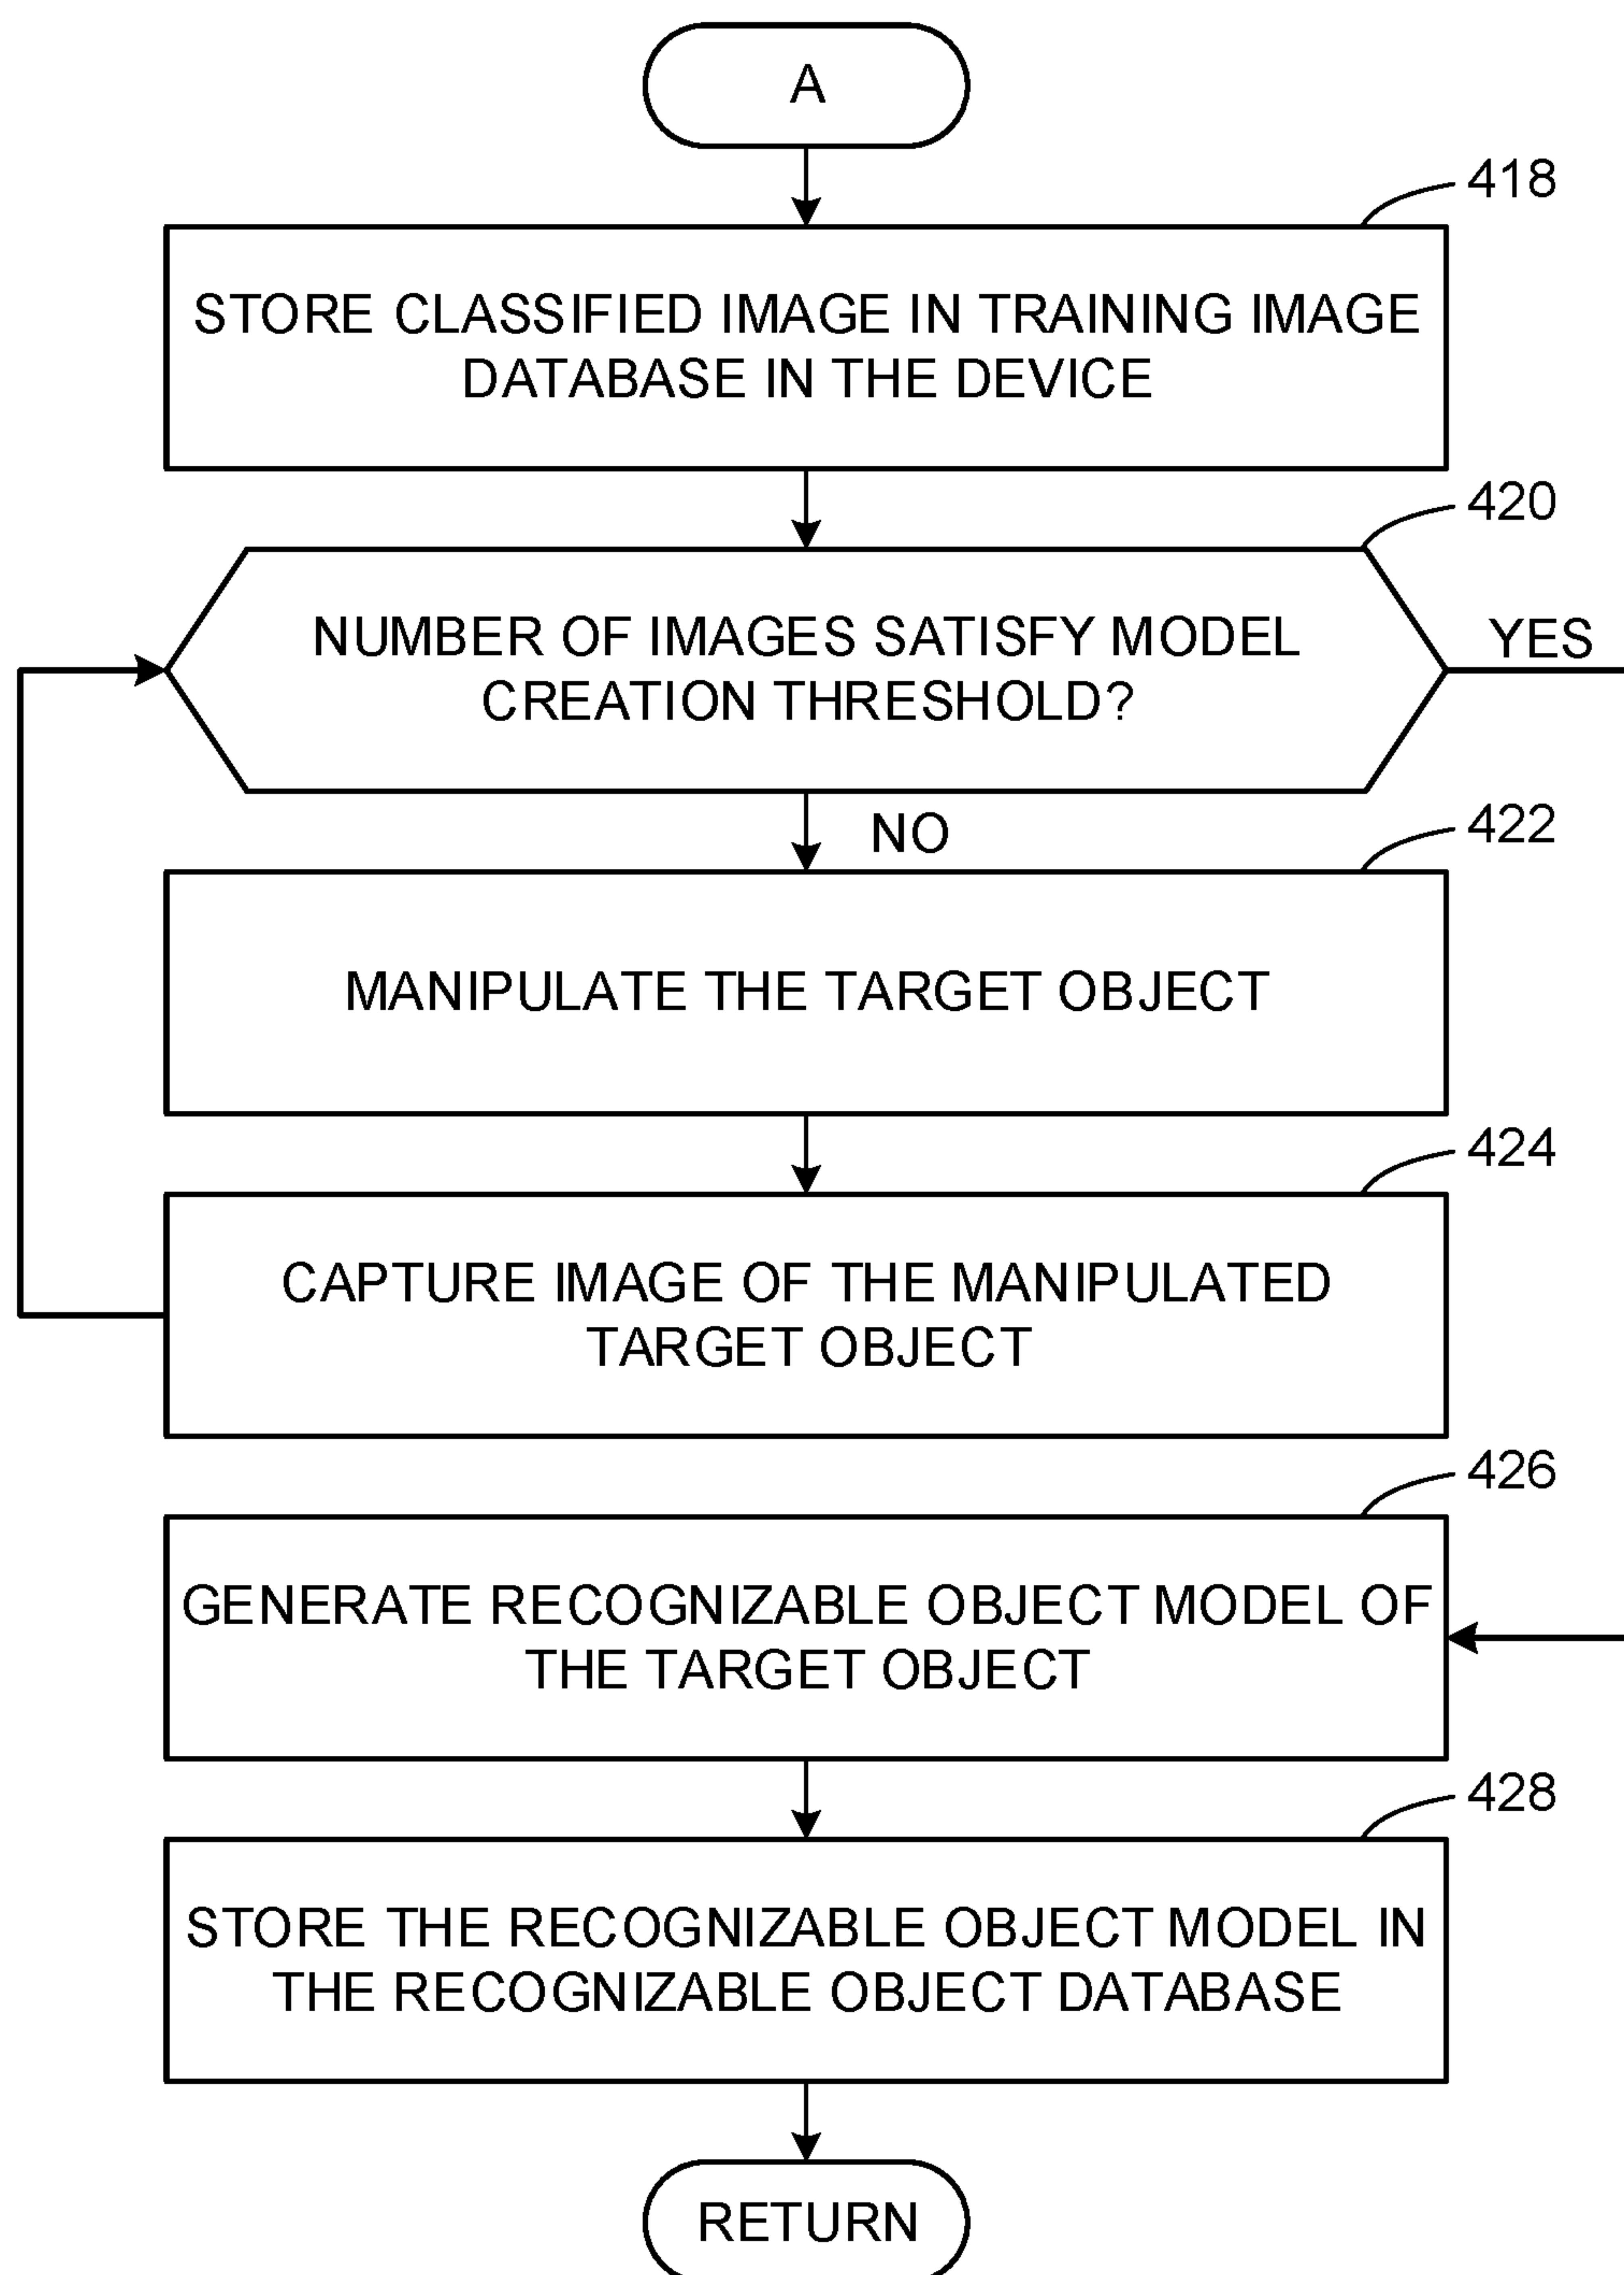 A
418
STORE CLASSIFIED IMAGE IN TRAINING IMAGE
DATABASE IN THE DEVICE
420
NUMBER OF IMAGES SATISFY MODEL
CREATION THRESHOLD?
YES
NO
422
MANIPULATE THE TARGET OBJECT
424
CAPTURE IMAGE OF THE MANIPULATED
TARGET OBJECT
426
GENERATE RECOGNIZABLE OBJECT MODEL OF
THE TARGET OBJECT
428
STORE THE RECOGNIZABLE OBJECT MODEL IN
THE RECOGNIZABLE OBJECT DATABASE
RETURN